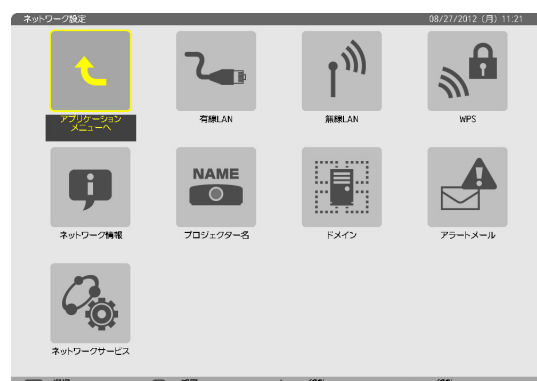 ネットワーク設定 08/27/2012 (月) 11:21
アプリケーション
メニューへ
有線LAN
無線LAN
WPS
NAME
ネットワーク情報
プロジェクター名
ドメイン
アラートメール
ネットワークサービス